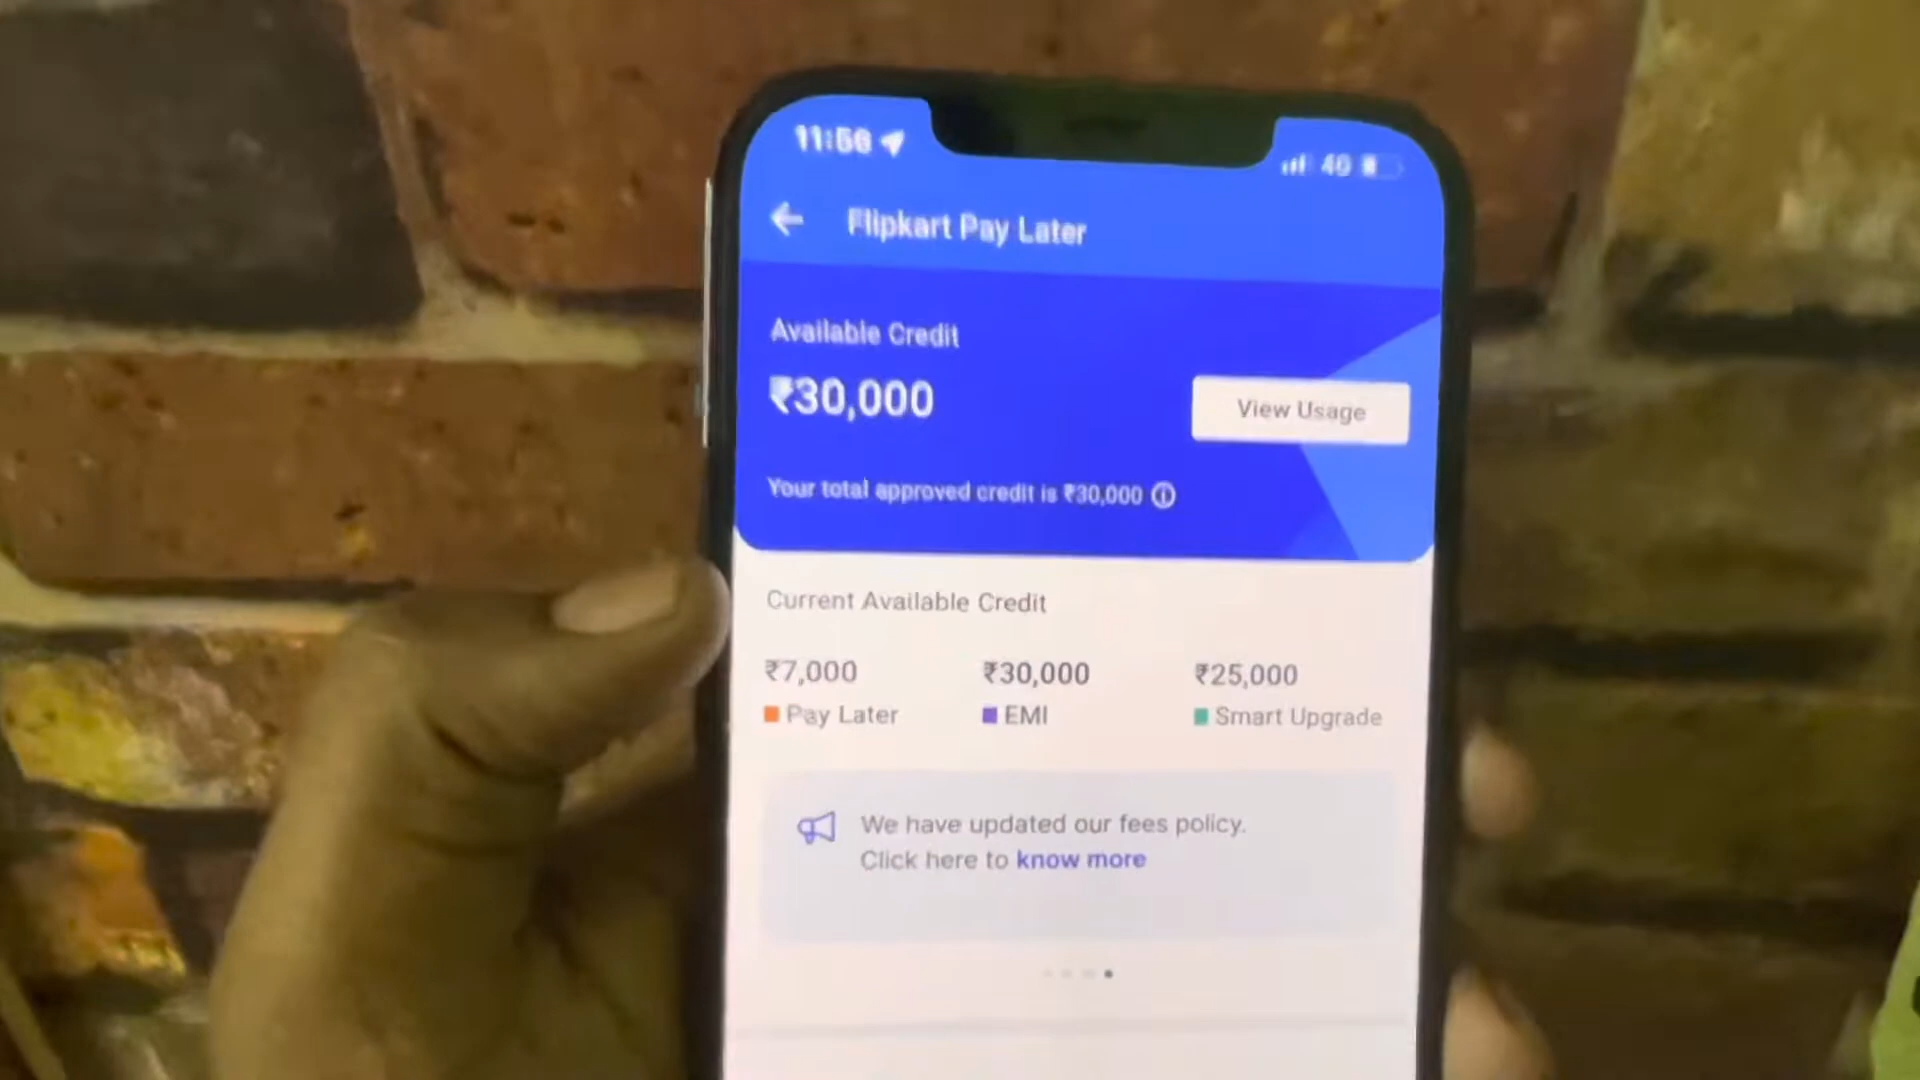 11:56
4G
Flipkart Pay Later
Available Credit
₹30,000
View Usage
Your total approved credit is ₹30,000
Current Available Credit
₹7,000 ₹30,000 ₹25,000
Pay Later EMI Smart Upgrade
We have updated our fees policy.
Click here to know more